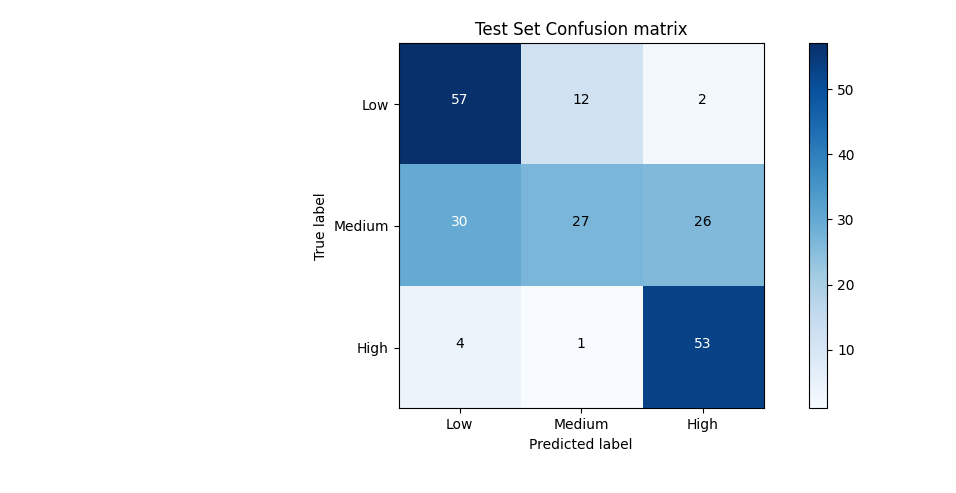 Test Set Confusion matrix
True label
Low 57 12 2
Medium 30 27 26
High 4 1 53
Low Medium High
Predicted label
50
40
30
20
10